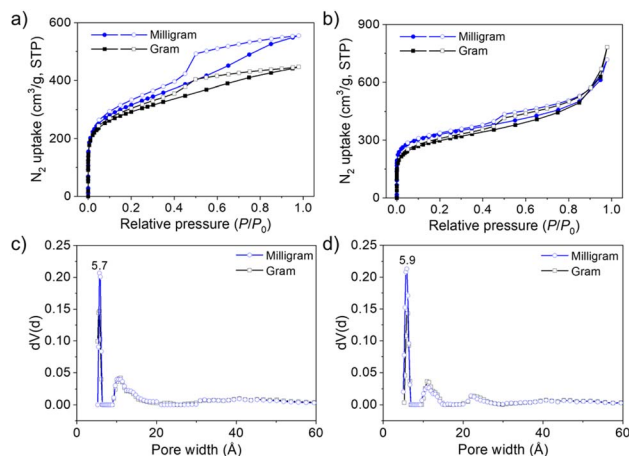 a)
N₂ uptake (cm³/g, STP)
600
400
200
0
Milligram
Gram
0.0 0.2 0.4 0.6 0.8 1.0
Relative pressure (P/P₀)
b)
N₂ uptake (cm³/g, STP)
900
600
300
0
Milligram
Gram
0.0 0.2 0.4 0.6 0.8 1.0
Relative pressure (P/P₀)
c)
dV(d)
0.25
0.20
0.15
0.10
0.05
0.00
5.7
Milligram
Gram
0 20 40 60
Pore width (Å)
d)
dV(d)
0.25
0.20
0.15
0.10
0.05
0.00
5.9
Milligram
Gram
0 20 40 60
Pore width (Å)